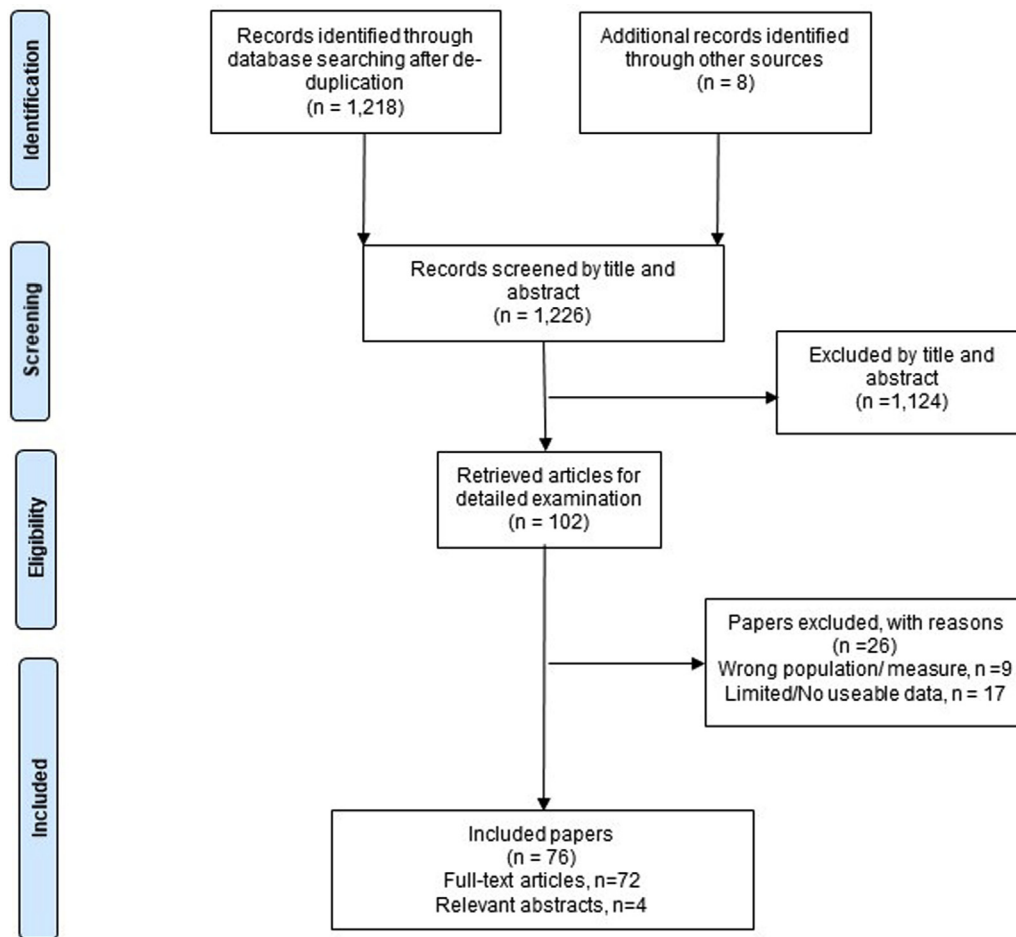 Identification
Records identified through
database searching after de-
duplication
(n = 1,218)
Additional records identified
through other sources
(n = 8)
Screening
Records screened by title and
abstract
(n = 1,226)
Excluded by title and
abstract
(n =1,124)
Eligibility
Retrieved articles for
detailed examination
(n = 102)
Papers excluded, with reasons
(n =26)
Wrong population/ measure, n =9
Limited/No useable data, n = 17
Included
Included papers
(n = 76)
Full-text articles, n=72
Relevant abstracts, n=4